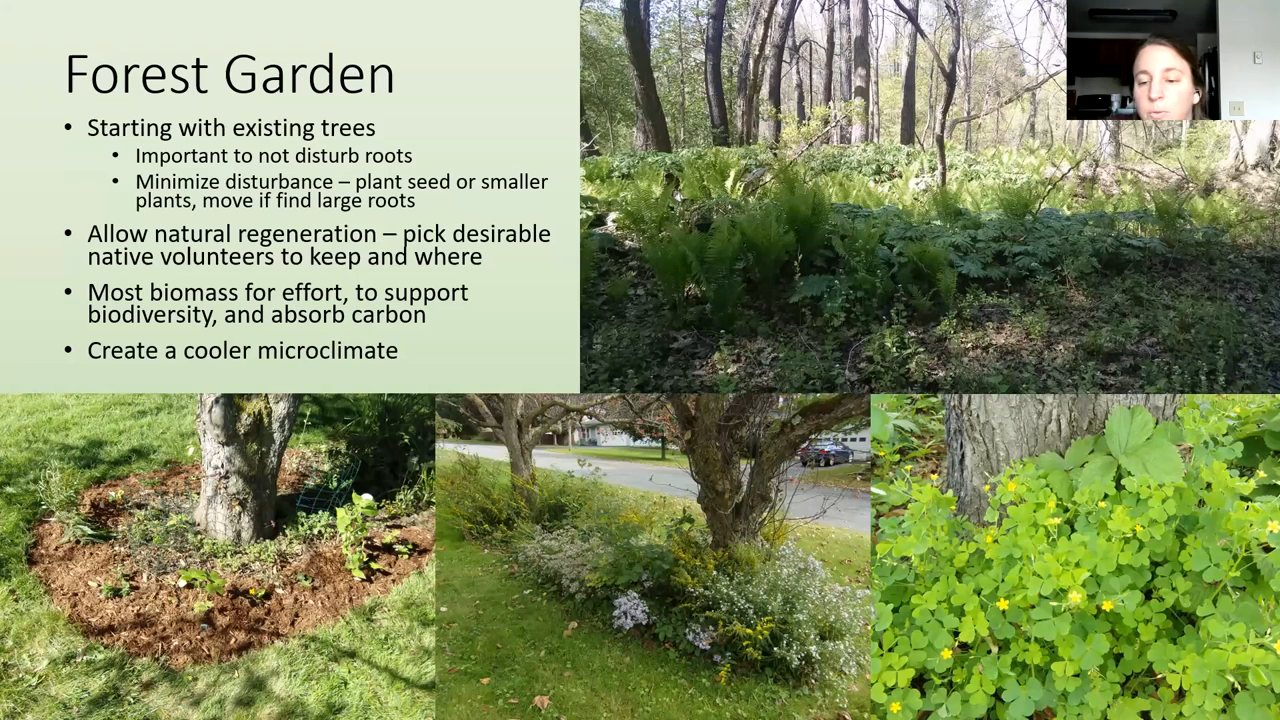 Forest Garden
• Starting with existing trees
• Important to not disturb roots
• Minimize disturbance – plant seed or smaller
plants, move if find large roots
• Allow natural regeneration – pick desirable
native volunteers to keep and where
• Most biomass for effort, to support
biodiversity, and absorb carbon
• Create a cooler microclimate